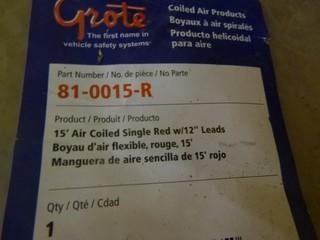 Grote
The first name in
vehicle safety systems
Coiled Air Products
Boyaux à air spiralés
Producto helicoidal
para aire
Part Number / No. de pièce / No Parte
81-0015-R
Product / Produit / Producto
15' Air Coiled Single Red w/12" Leads
Boyau d'air flexible, rouge, 15'
Manguera de aire sencilla de 15' rojo
Qty / Qté / Cdad
1